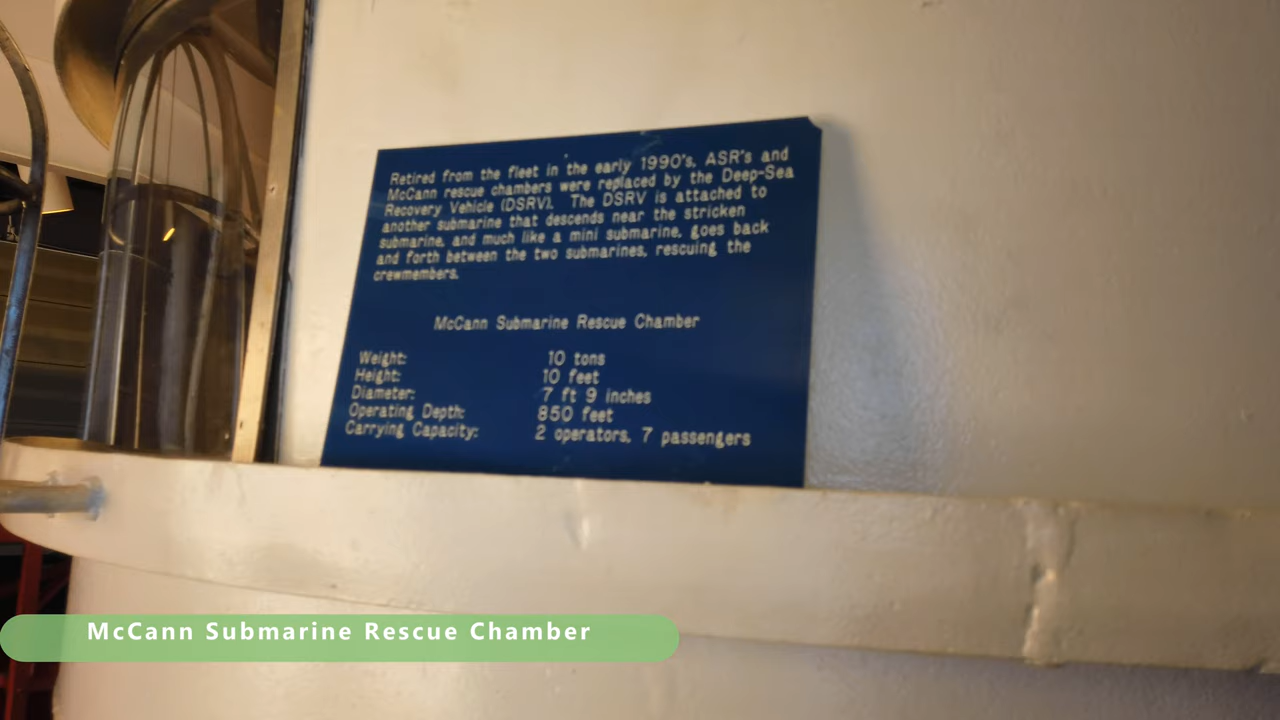 Retired from the fleet in the early 1990's, ASR's and
McCann rescue chambers were replaced by the Deep-Sea
Recovery Vehicle (DSRV). The DSRV is attached to
another submarine that descends near the stricken
submarine, and much like a mini submarine, goes back
and forth between the two submarines, rescuing the
crewmembers.
McCann Submarine Rescue Chamber
Weight: 10 tons
Height: 10 feet
Diameter: 7 ft 9 inches
Operating Depth: 850 feet
Carrying Capacity: 2 operators, 7 passengers
McCann Submarine Rescue Chamber